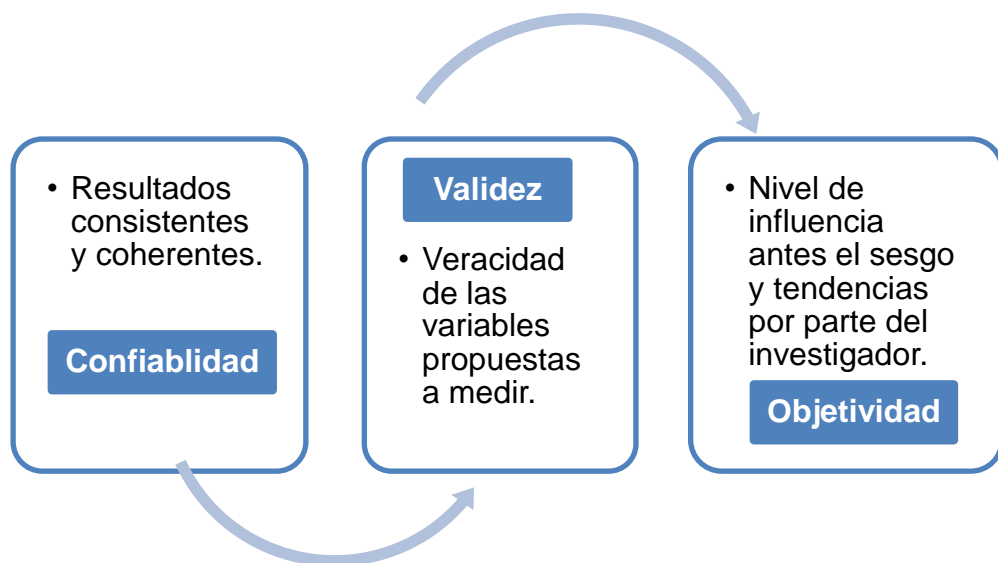 • Resultados
consistentes
y coherentes.
Confiablidad
Validez
• Veracidad
de las
variables
propuestas
a medir.
• Nivel de
influencia
antes el sesgo
y tendencias
por parte del
investigador.
Objetividad